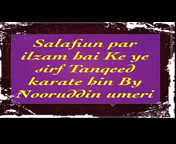 Salafiun par
ilzam hai Ke ye
sirf Tanqeed
karate hin By
Nooruddin umeri